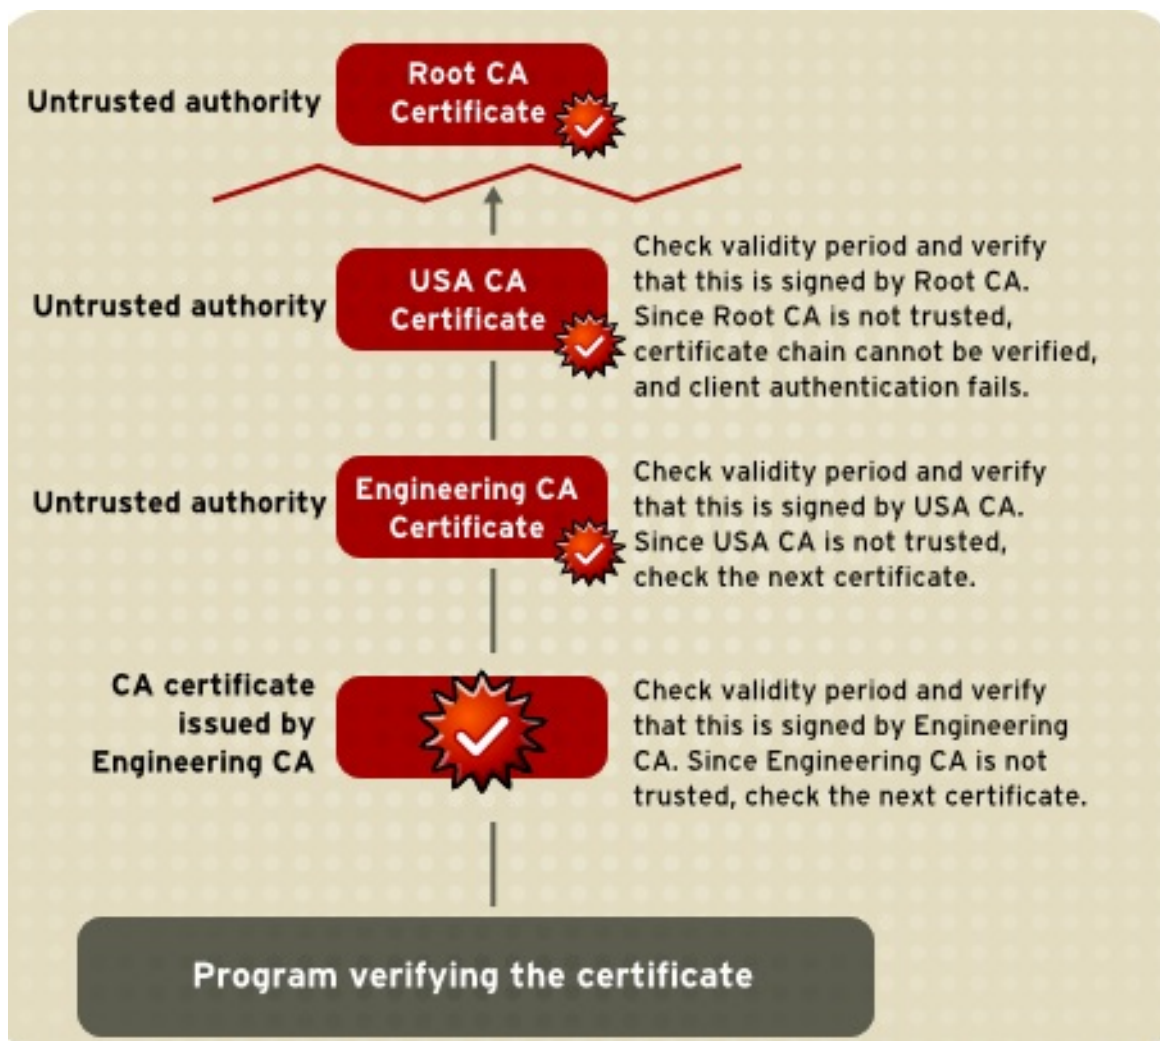 Untrusted authority
Root CA
Certificate
Untrusted authority
USA CA
Certificate
Check validity period and verify
that this is signed by Root CA.
Since Root CA is not trusted,
certificate chain cannot be verified,
and client authentication fails.
Untrusted authority
Engineering CA
Certificate
Check validity period and verify
that this is signed by USA CA.
Since USA CA is not trusted,
check the next certificate.
CA certificate
issued by
Engineering CA
Check validity period and verify
that this is signed by Engineering
CA. Since Engineering CA is not
trusted, check the next certificate.
Program verifying the certificate